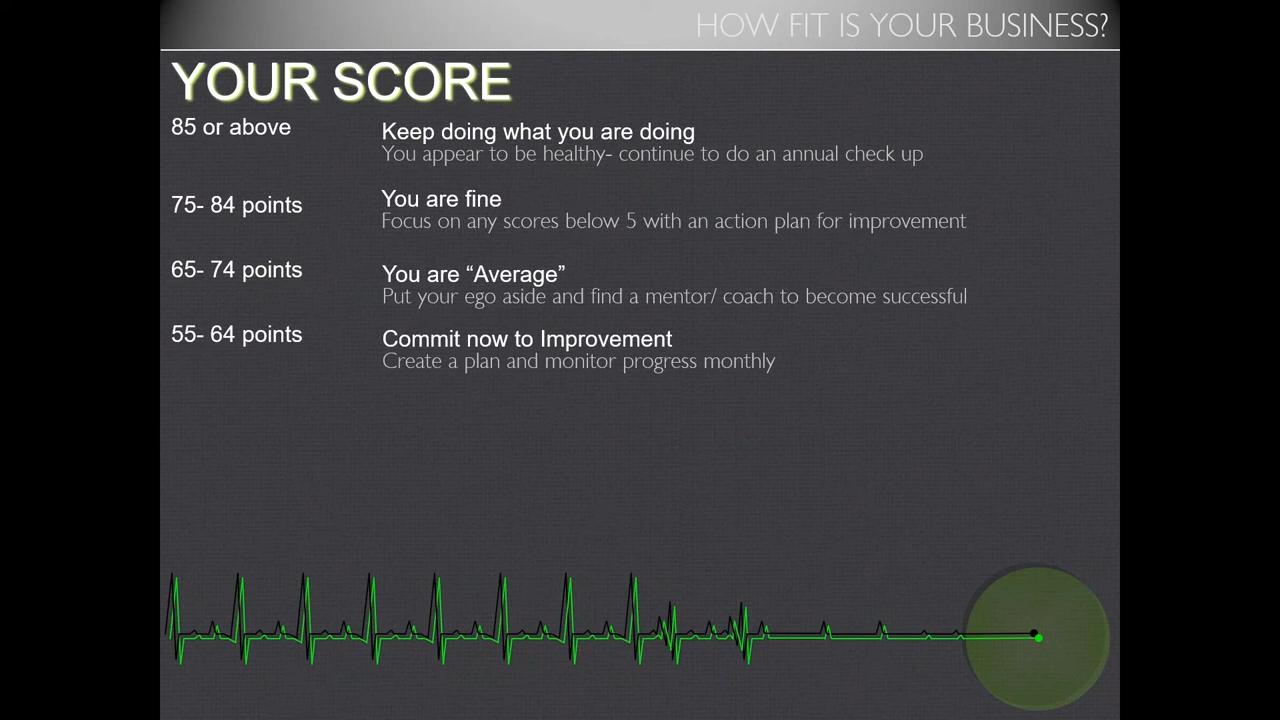 HOW FIT IS YOUR BUSINESS?
YOUR SCORE
85 or above
Keep doing what you are doing
You appear to be healthy- continue to do an annual check up
75- 84 points
You are fine
Focus on any scores below 5 with an action plan for improvement
65- 74 points
You are “Average”
Put your ego aside and find a mentor/ coach to become successful
55- 64 points
Commit now to Improvement
Create a plan and monitor progress monthly